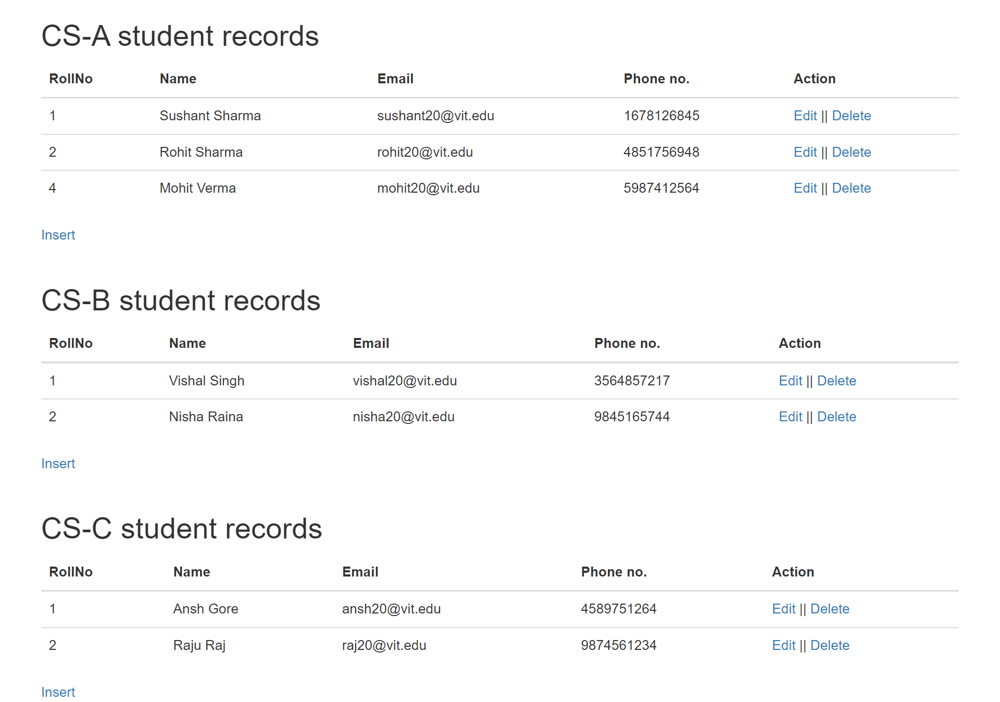 CS-A student records
RollNo Name Email Phone no. Action
1 Sushant Sharma sushant20@vit.edu 1678126845 Edit || Delete
2 Rohit Sharma rohit20@vit.edu 4851756948 Edit || Delete
4 Mohit Verma mohit20@vit.edu 5987412564 Edit || Delete
Insert
CS-B student records
RollNo Name Email Phone no. Action
1 Vishal Singh vishal20@vit.edu 3564857217 Edit || Delete
2 Nisha Raina nisha20@vit.edu 9845165744 Edit || Delete
Insert
CS-C student records
RollNo Name Email Phone no. Action
1 Ansh Gore ansh20@vit.edu 4589751264 Edit || Delete
2 Raju Raj raj20@vit.edu 9874561234 Edit || Delete
Insert